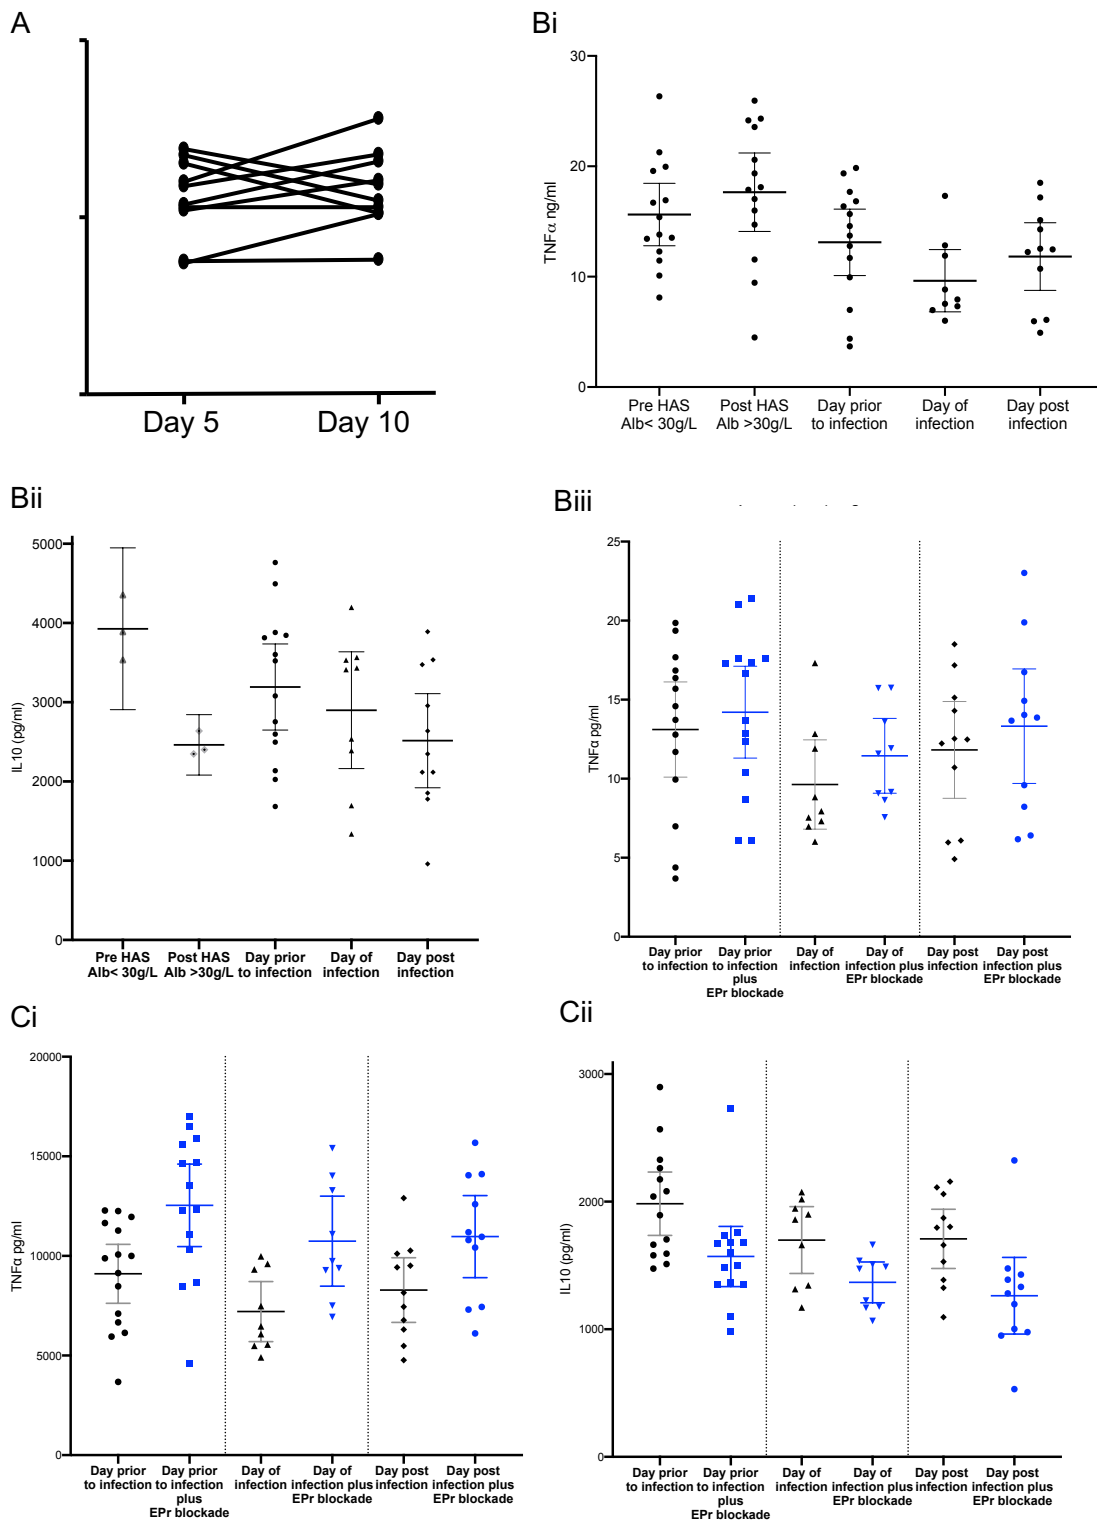 A
Day 5
Day 10
Bi
TNFα ng/ml
30
20
10
0
Pre HAS
Alb< 30g/L
Post HAS
Alb >30g/L
Day prior
to infection
Day of
infection
Day post
infection
Bii
IL10 (pg/ml)
5000
4000
3000
2000
1000
0
Pre HAS
Alb< 30g/L
Post HAS
Alb >30g/L
Day prior
to infection
Day of
infection
Day post
infection
Biii
TNFα pg/ml
25
20
15
10
5
0
Day prior
to infection
Day prior
to infection
plus
EPr blockade
Day of
infection
Day of
infection plus
EPr blockade
Day post
infection
Day post
infection plus
EPr blockade
Ci
TNFα pg/ml
20000
15000
10000
5000
0
Day prior
to infection
Day prior
to infection
plus
EPr blockade
Day of
infection
Day of
infection plus
EPr blockade
Day post
infection
Day post
infection plus
EPr blockade
Cii
IL10 (pg/ml)
3000
2000
1000
0
Day prior
to infection
Day prior
to infection
plus
EPr blockade
Day of
infection
Day of
infection plus
EPr blockade
Day post
infection
Day post
infection plus
EPr blockade